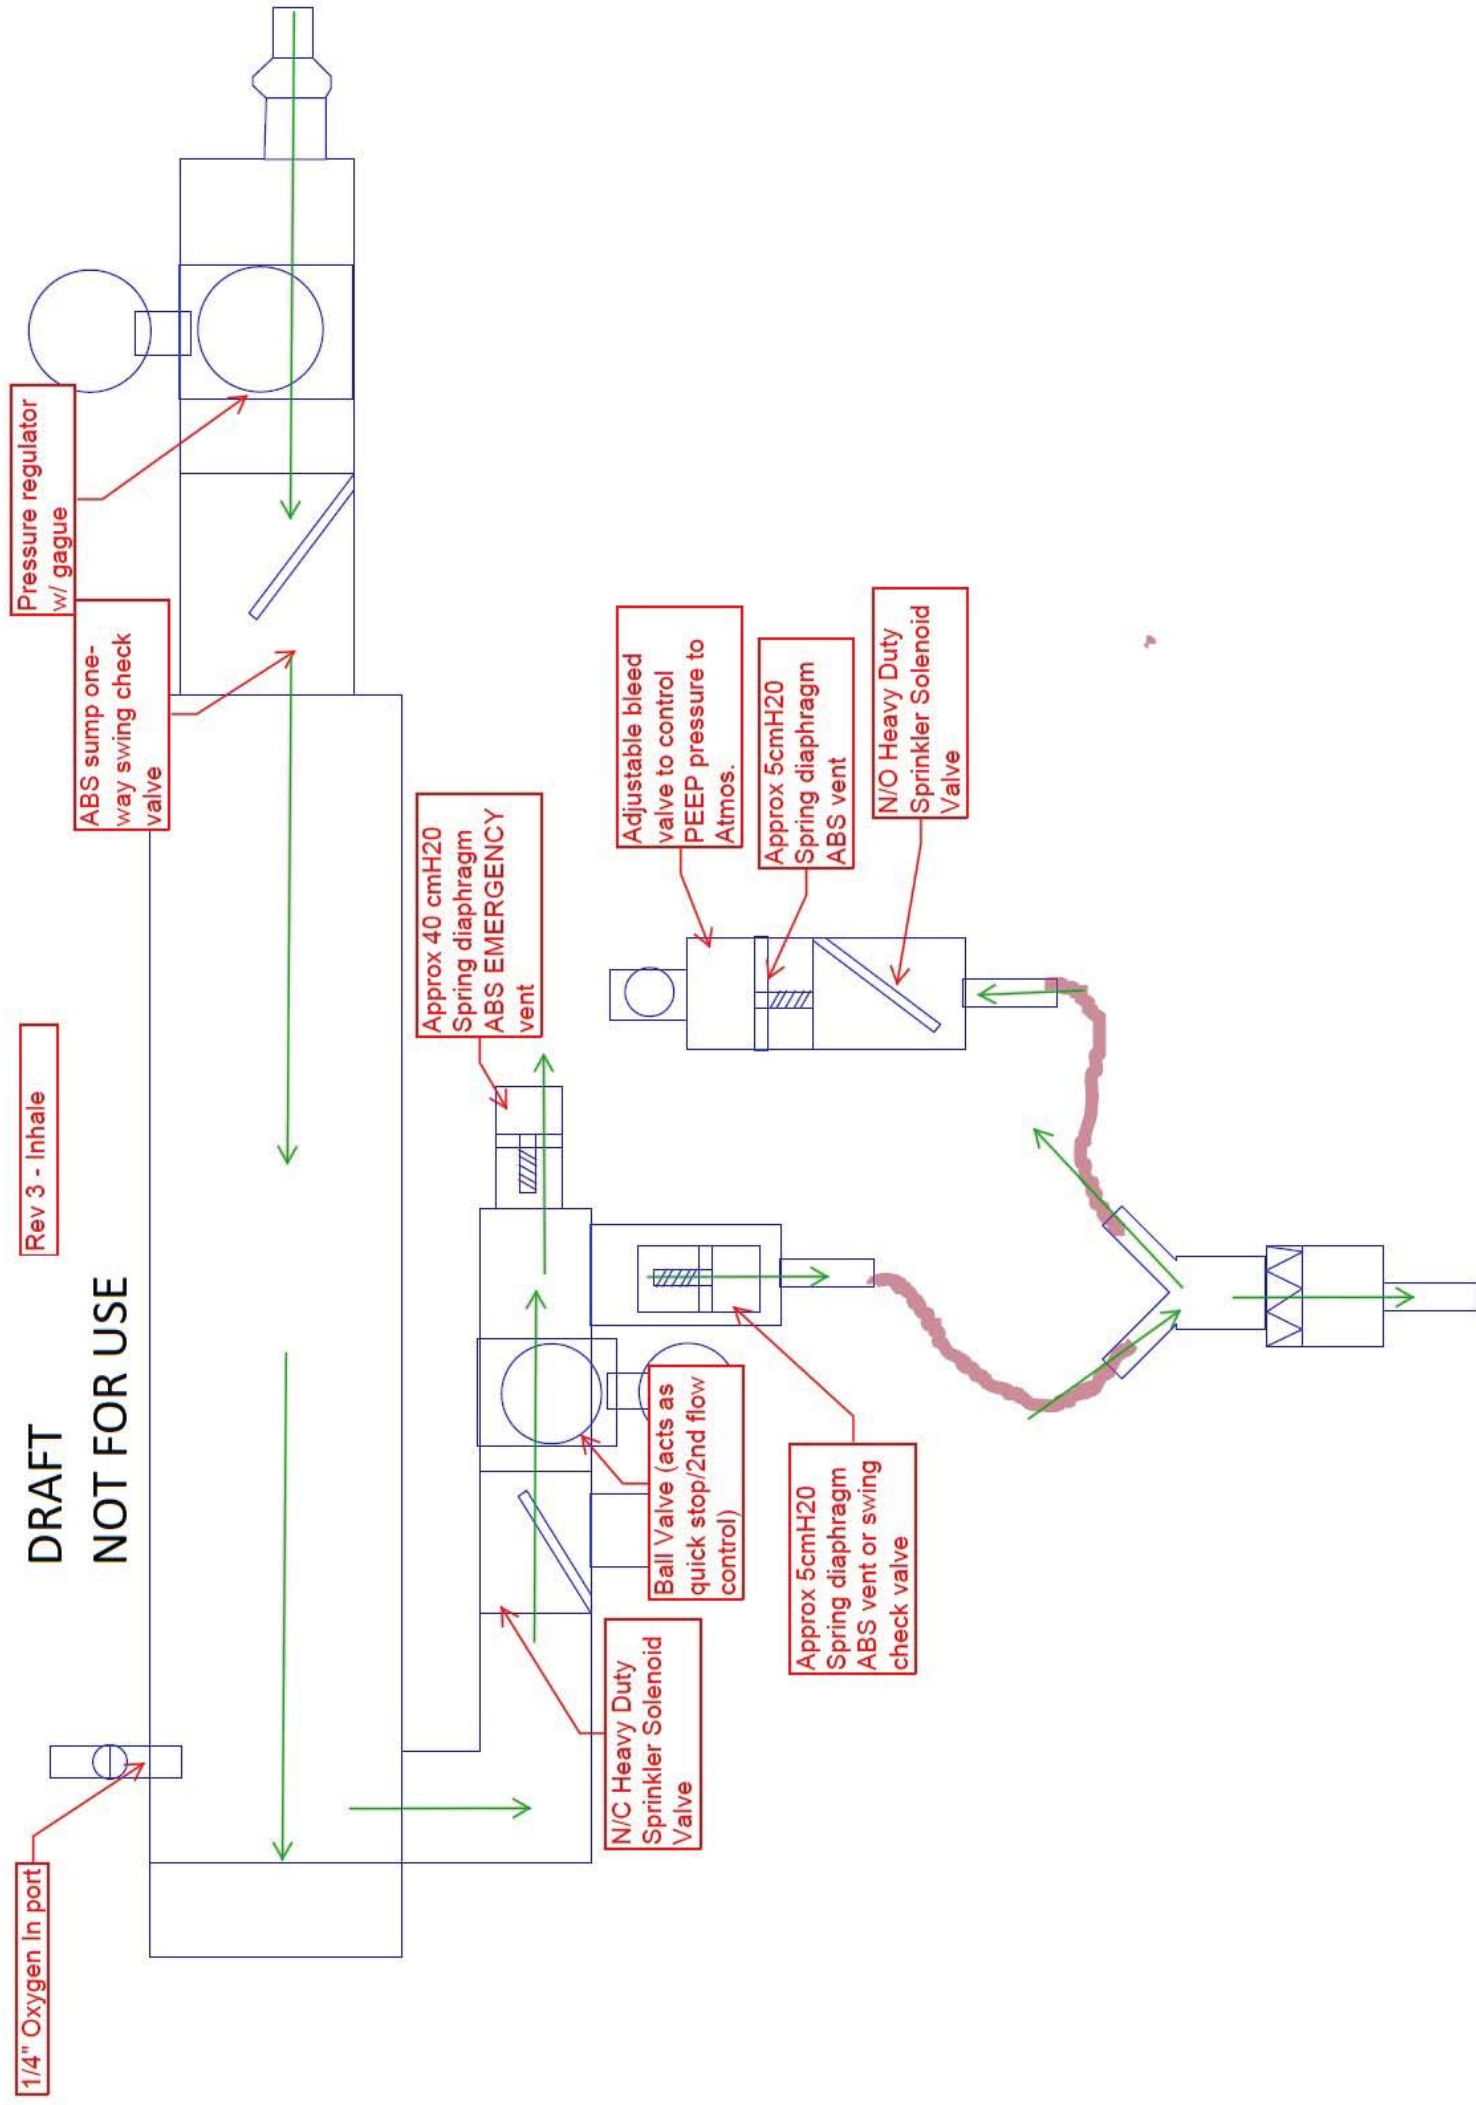 DRAFT
NOT FOR USE
Rev 3 - Inhale
1/4" Oxygen In port
Pressure regulator
w/ gague
ABS sump one-
way swing check
valve
Approx 40 cmH20
Spring diaphragm
ABS EMERGENCY
vent
N/C Heavy Duty
Sprinkler Solenoid
Valve
Ball Valve (acts as
quick stop/2nd flow
control)
Approx 5cmH20
Spring diaphragm
ABS vent or swing
check valve
Adjustable bleed
valve to control
PEEP pressure to
Atmos.
Approx 5cmH20
Spring diaphragm
ABS vent
N/O Heavy Duty
Sprinkler Solenoid
Valve